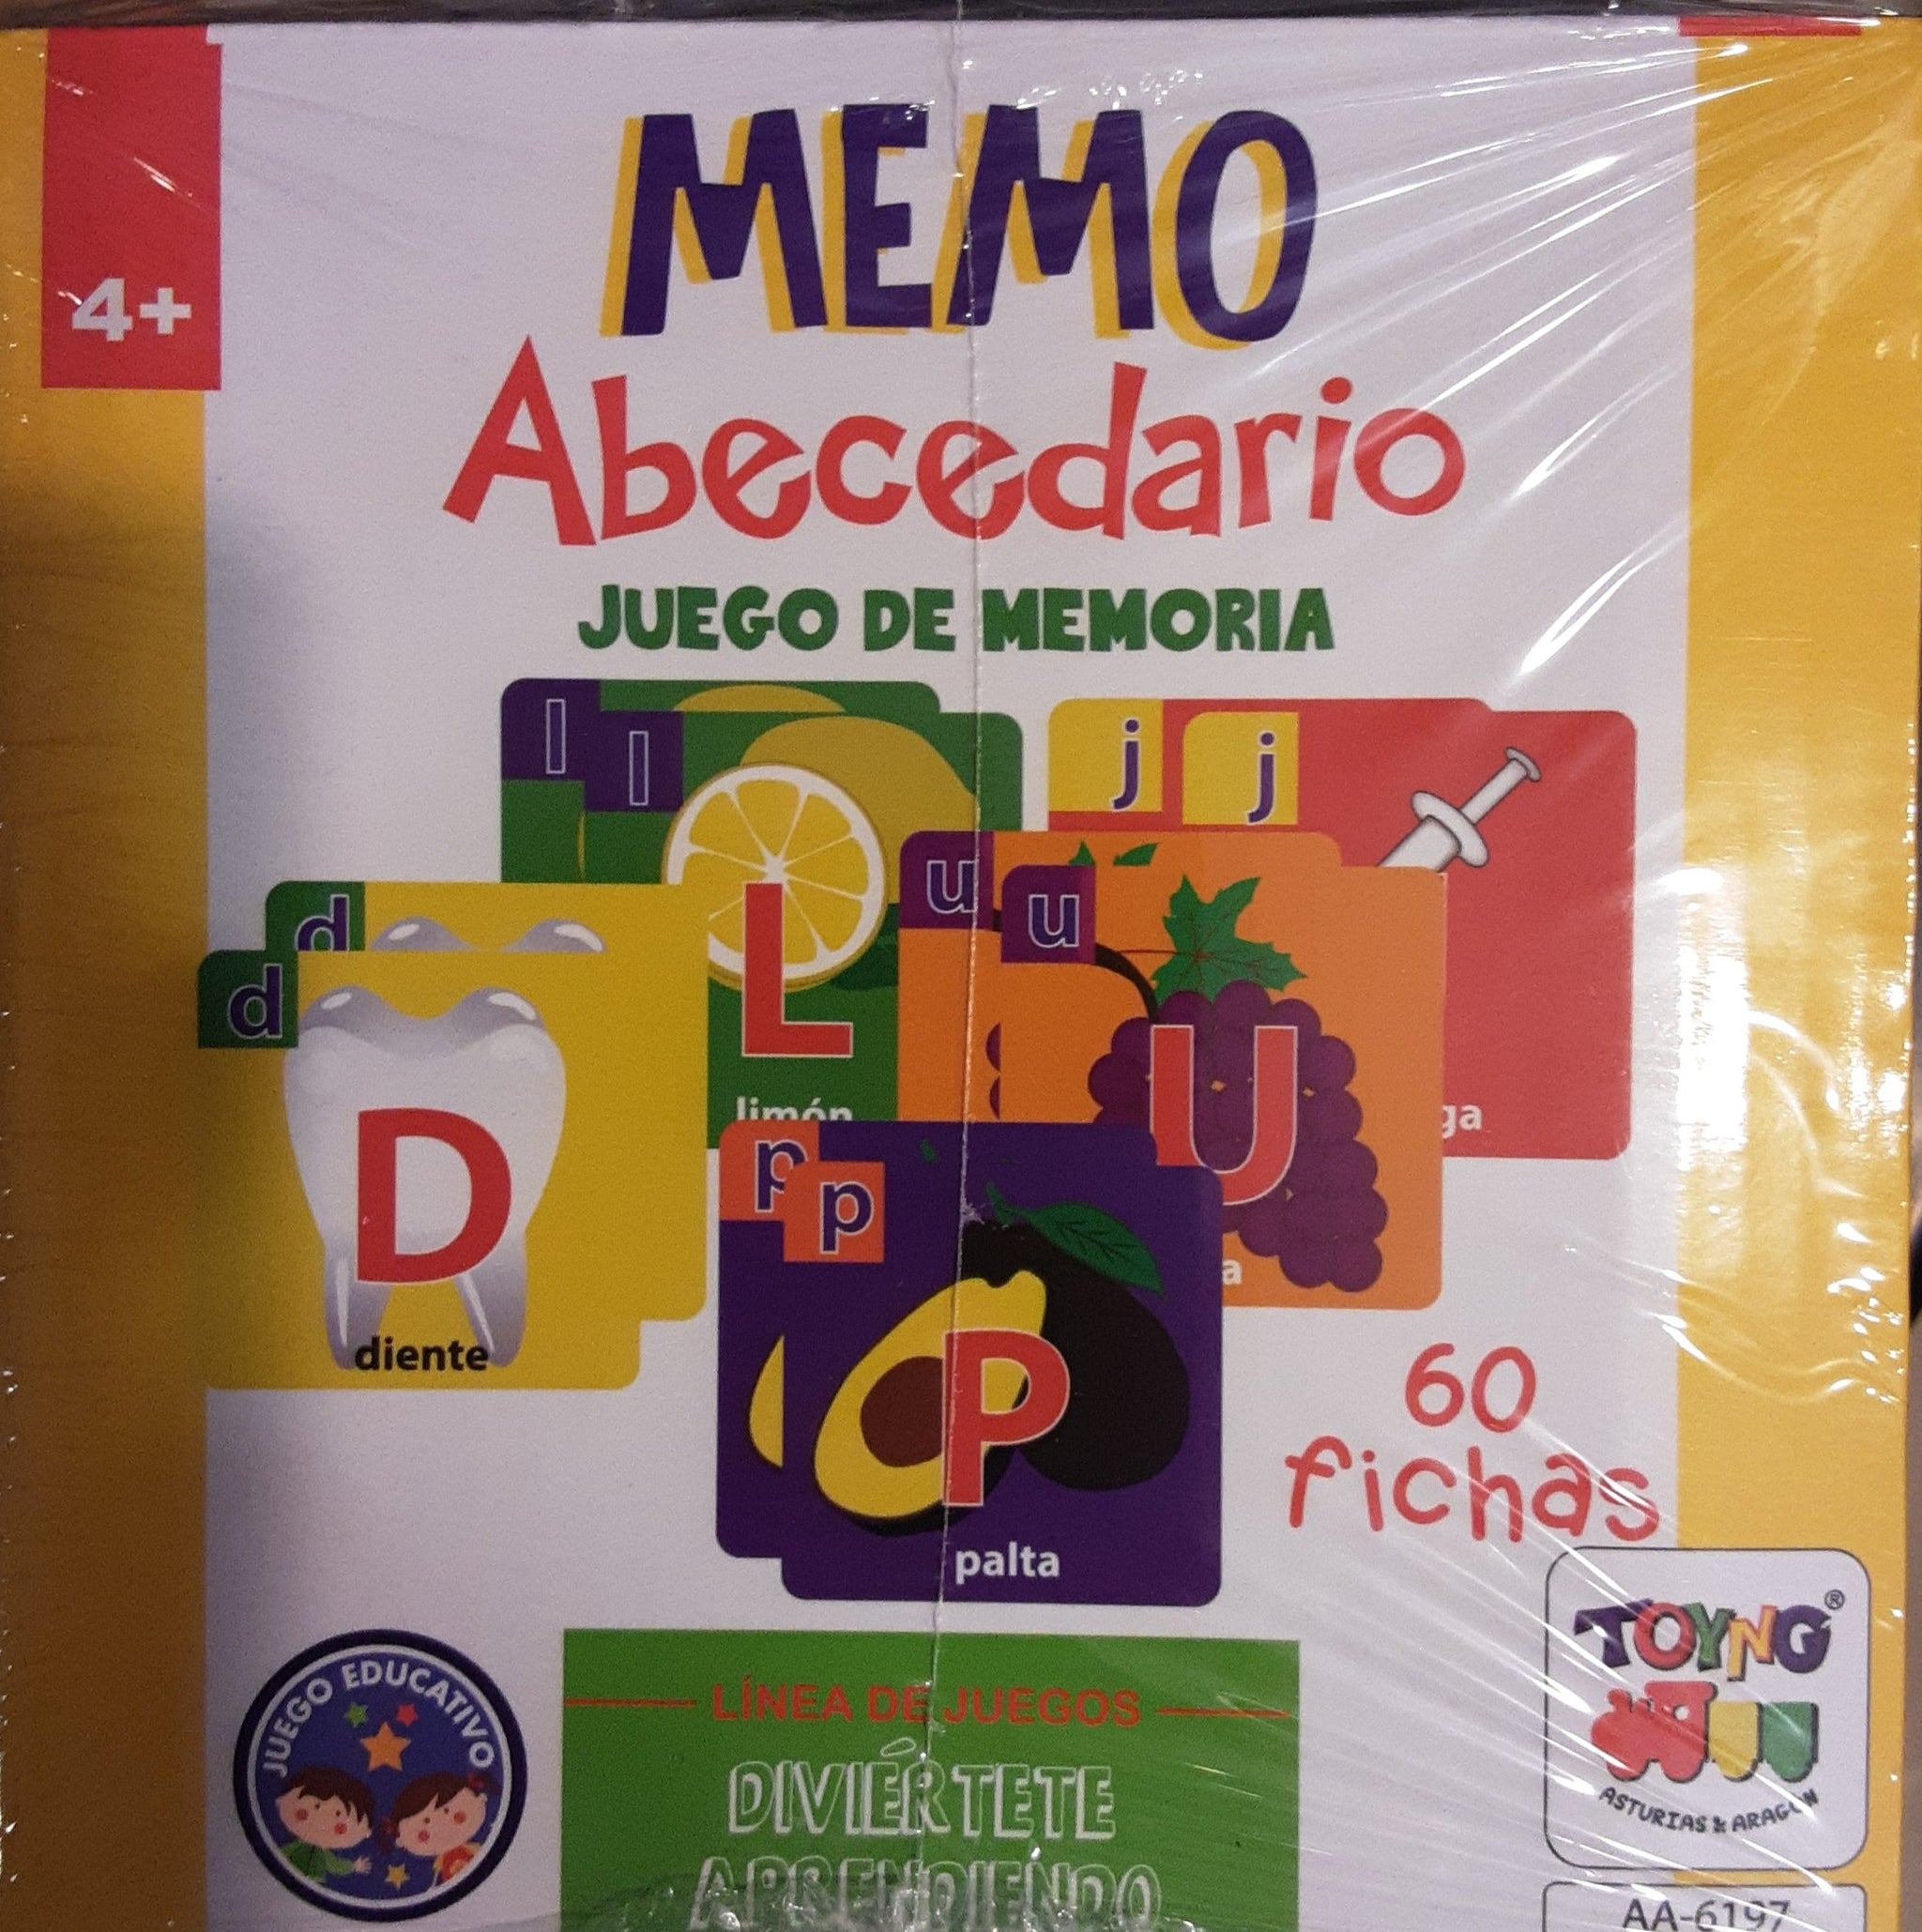 4+
MEMO
Abecedario
JUEGO DE MEMORIA
l
l
j
j
u
u
d
d
L
U
limón
ga
D
p
p
a
diente
P
palta
60
fichas
JUEGO EDUCATIVO
LÍNEA DE JUEGOS
DIVIÉRTETE
APRENDIENDO
TOYNG®
ASTURIAS & ARAGON
AA-6197